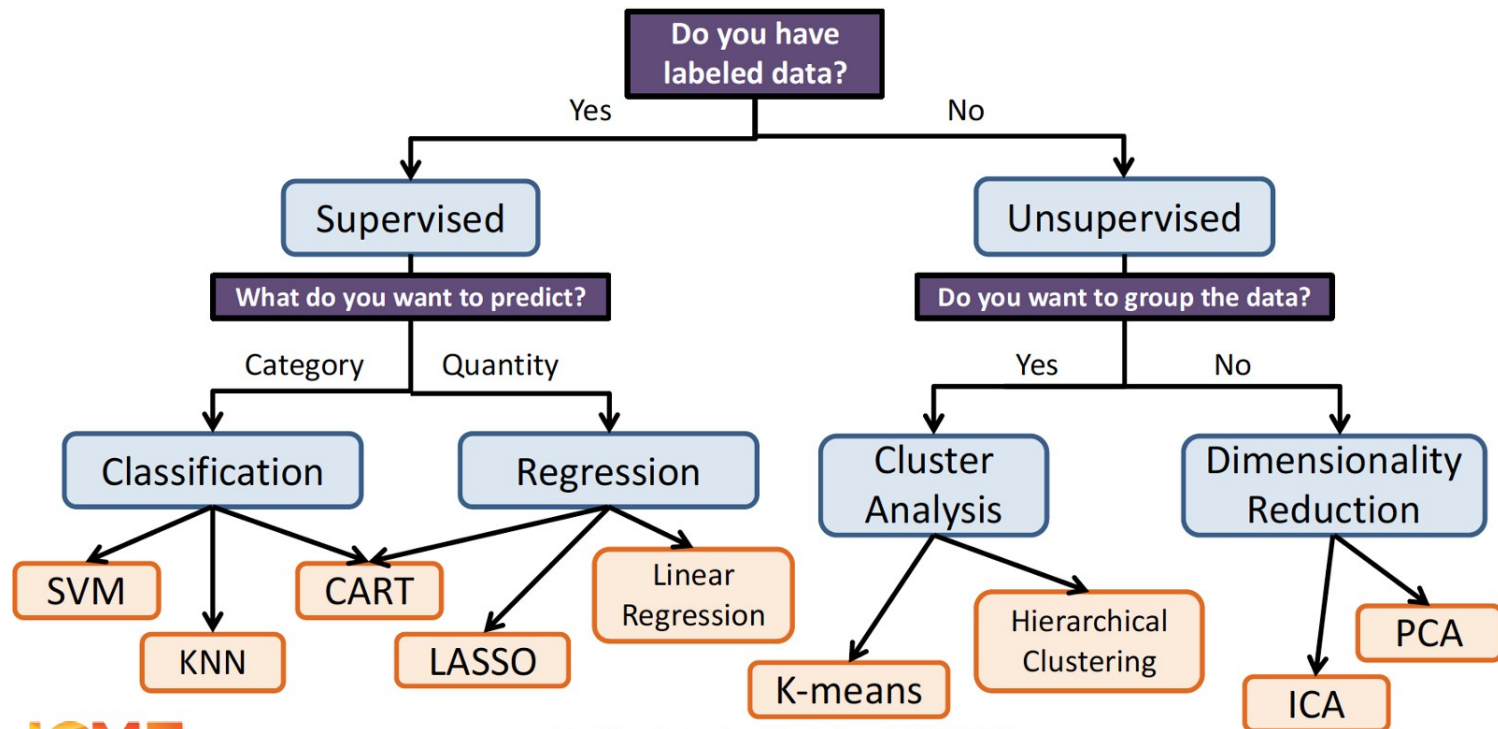 Do you have
labeled data?
Yes
No
Supervised
Unsupervised
What do you want to predict?
Do you want to group the data?
Category
Quantity
Yes
No
Classification
Regression
Cluster
Analysis
Dimensionality
Reduction
SVM
CART
Linear
Regression
KNN
LASSO
K-means
Hierarchical
Clustering
PCA
ICA